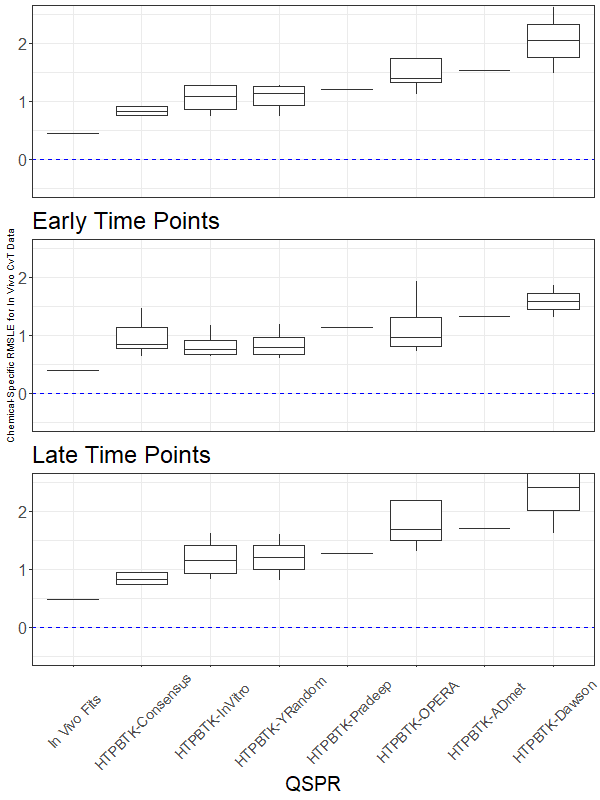 2
1
0
Early Time Points
Chemical-Specific RMSLE for In Vivo CvT Data
2
1
0
Late Time Points
2
1
0
In Vivo Fits
HTPBTK-Consensus
HTPBTK-InVitro
HTPBTK-YRandom
HTPBTK-Pradeep
HTPBTK-OPERA
HTPBTK-ADmet
HTPBTK-Dawson
QSPR